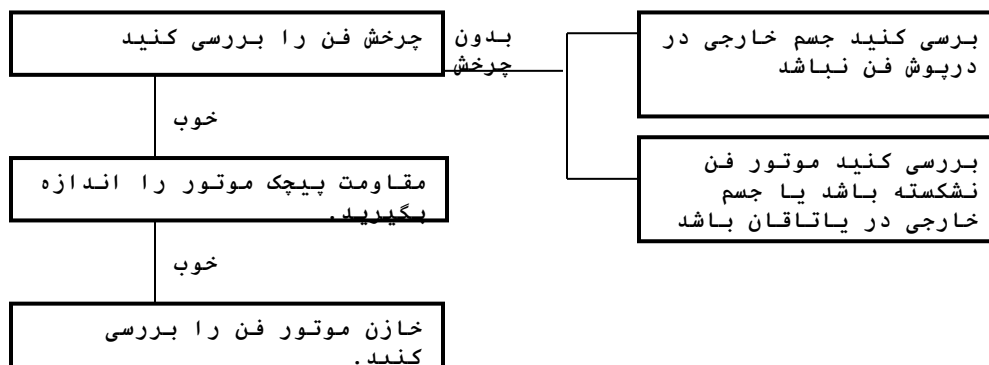 چرخش فن را بررسی کنید
بدون
چرخش
برسی کنید جسم خارجی در
درپوش فن نباشد
خوب
بررسی کنید موتور فن
نشکسته باشد یا جسم
خارجی در یاتاقان باشد
مقاومت پیچک موتور را اندازه
بگیرید.
خوب
خازن موتور فن را بررسی
کنید.